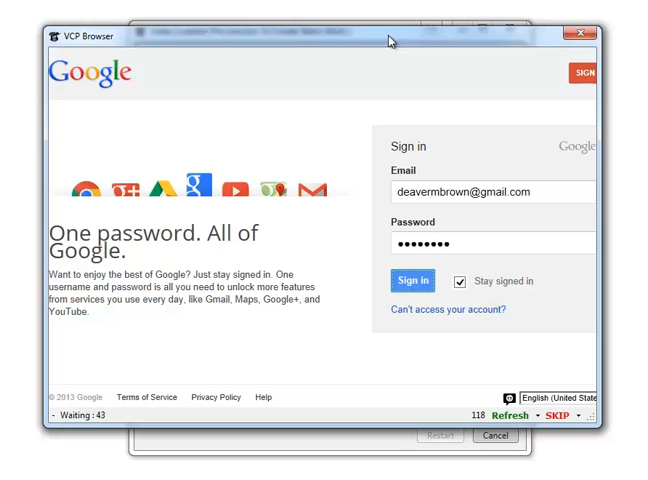 VCP Browser
Google
SIGN
Sign in
Google
Email
deavermbrown@gmail.com
Password
One password. All of
Google.
Want to enjoy the best of Google? Just stay signed in. One
username and password is all you need to unlock more features
from services you use every day, like Gmail, Maps, Google+, and
YouTube.
Sign in
Stay signed in
Can't access your account?
© 2013 Google Terms of Service Privacy Policy Help
English (United State
- Waiting : 43
118 Refresh - SKIP -
Restart Cancel